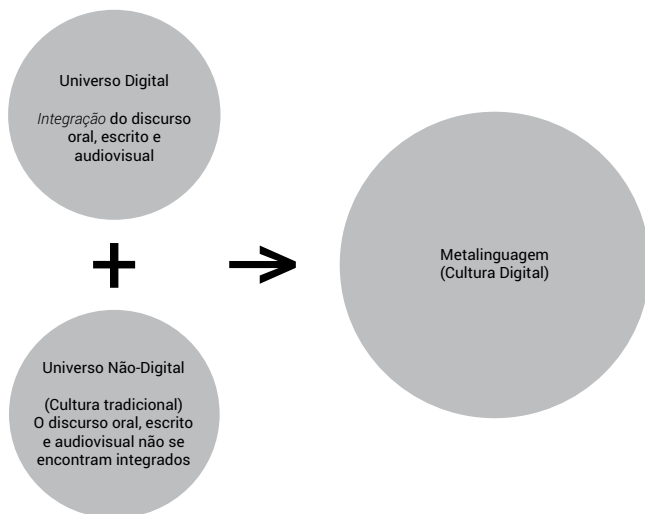 Universo Digital
Integração do discurso
oral, escrito e
audiovisual
+
Universo Não-Digital
(Cultura tradicional)
O discurso oral, escrito
e audiovisual não se
encontram integrados
Metalinguagem
(Cultura Digital)